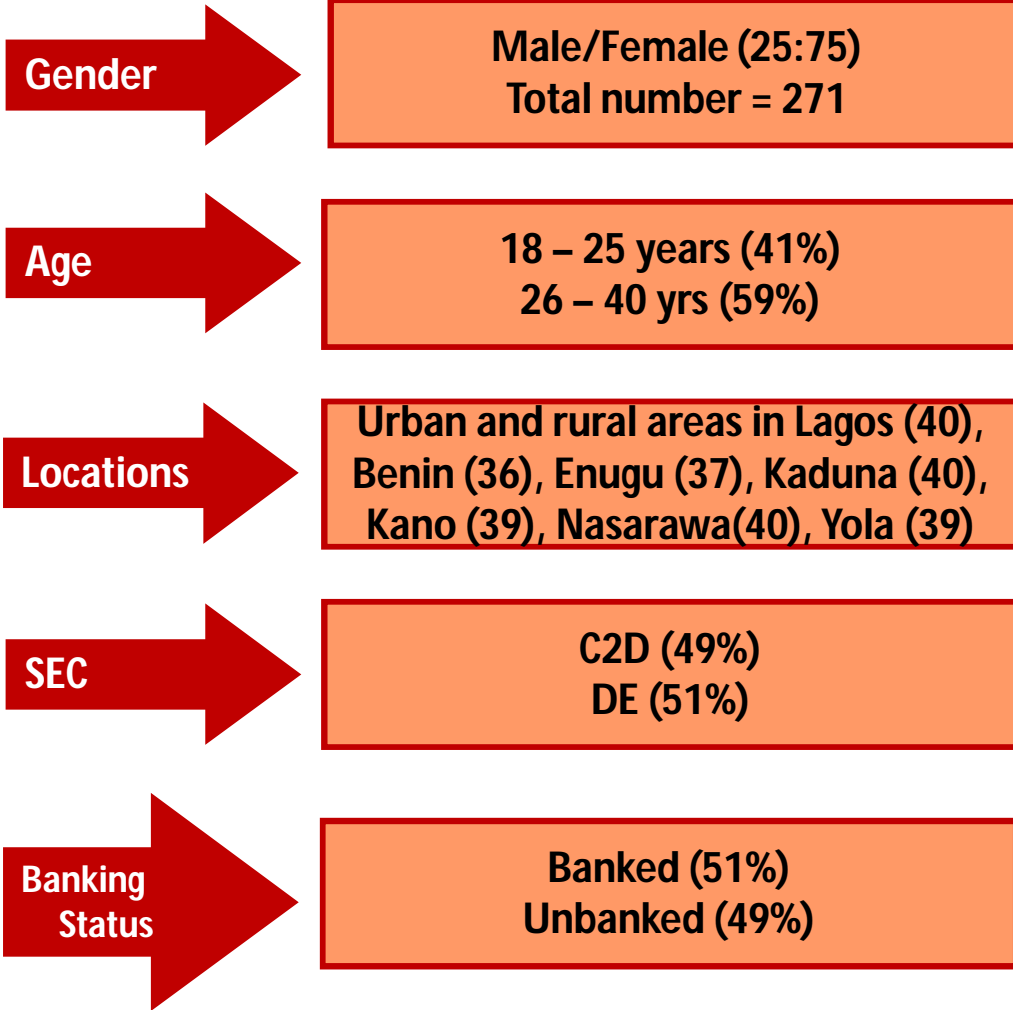 Gender
Male/Female (25:75)
Total number = 271
Age
18 – 25 years (41%)
26 – 40 yrs (59%)
Locations
Urban and rural areas in Lagos (40),
Benin (36), Enugu (37), Kaduna (40),
Kano (39), Nasarawa(40), Yola (39)
SEC
C2D (49%)
DE (51%)
Banking
Status
Banked (51%)
Unbanked (49%)